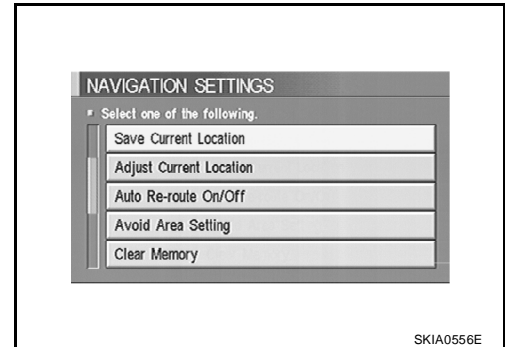 NAVIGATION SETTINGS
Select one of the following.
Save Current Location
Adjust Current Location
Auto Re-route On/Off
Avoid Area Setting
Clear Memory
SKIA0556E